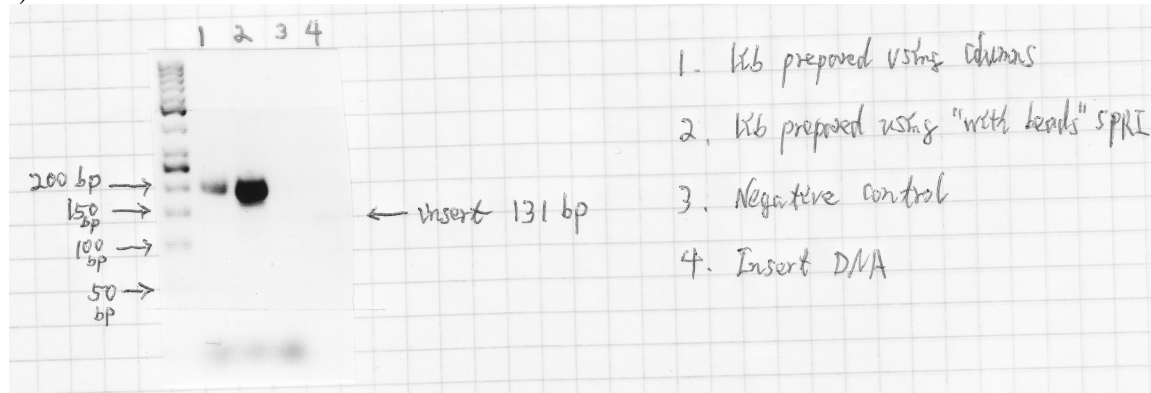 1 2 3 4
200 bp →
150 bp
100 bp →
50 bp →
← insert 131 bp
1. Lib prepared using columns
2. Lib prepared using "with beads" SPRI
3. Negative control
4. Insert DNA